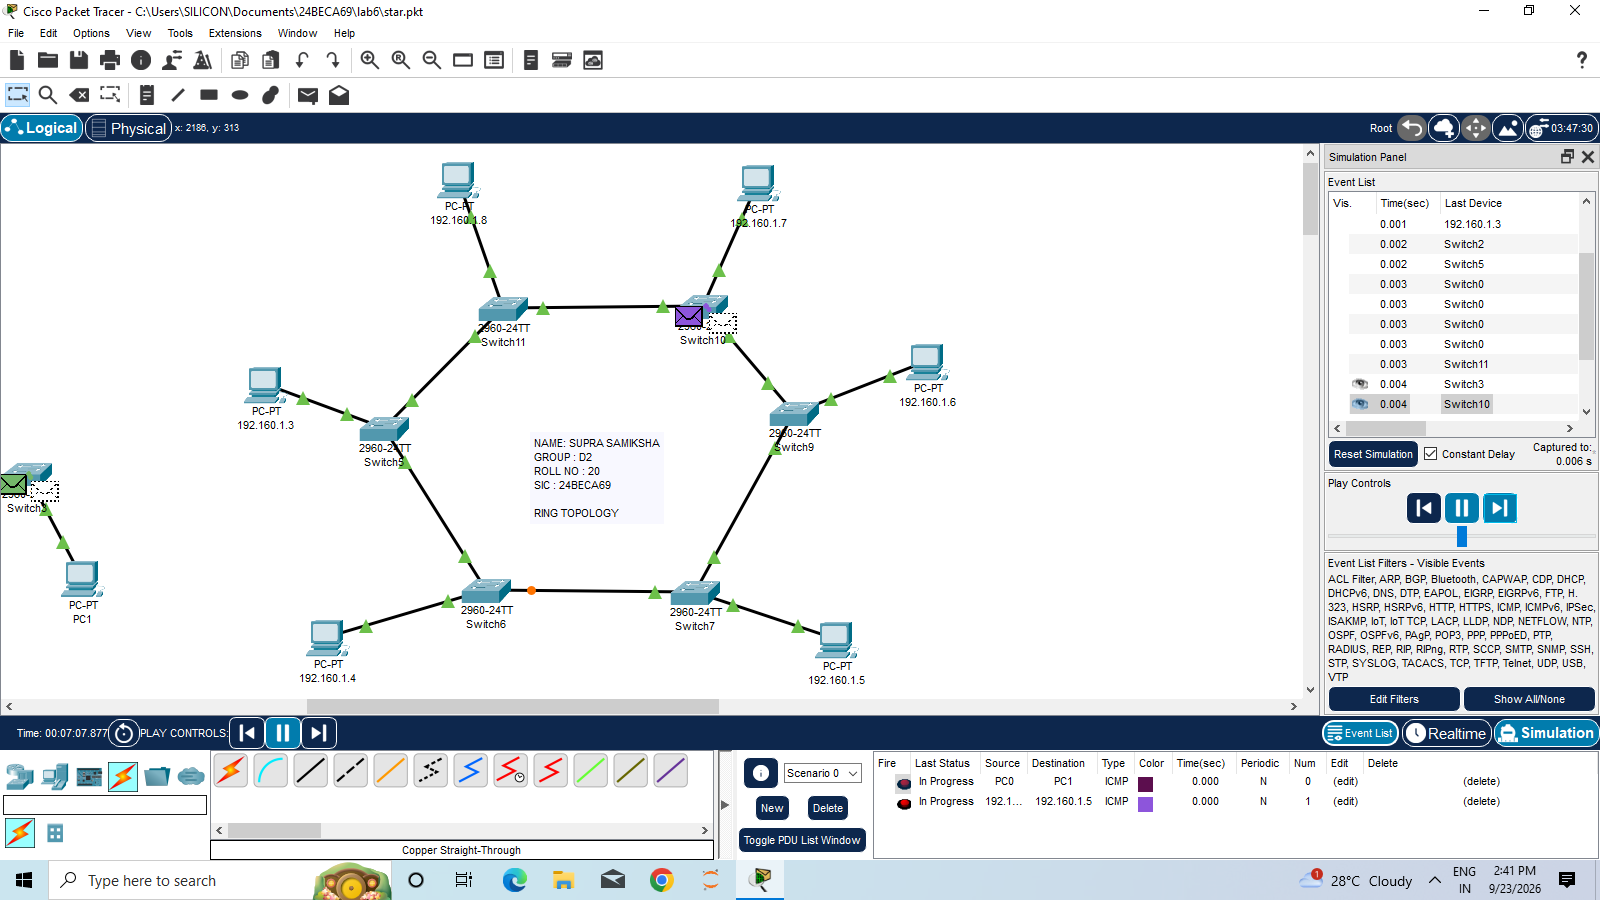 Cisco Packet Tracer - C:\Users\SILICON\Documents\24BECA69\lab6\star.pkt
File Edit Options View Tools Extensions Window Help
Logical Physical x: 2186, y: 313 Root 03:47:30
PC-PT
192.160.1.8
PC-PT
192.160.1.7
2960-24TT
Switch11
Switch10
PC-PT
192.160.1.3
PC-PT
192.160.1.6
2960-24TT
Switch5
2960-24TT
Switch9
NAME: SUPRA SAMIKSHA
GROUP : D2
ROLL NO : 20
SIC : 24BECA69
RING TOPOLOGY
Switch3
PC-PT
PC1
2960-24TT
Switch6
2960-24TT
Switch7
PC-PT
192.160.1.4
PC-PT
192.160.1.5
Simulation Panel
Event List
Vis. Time(sec) Last Device
0.001 192.160.1.3
0.002 Switch2
0.002 Switch5
0.003 Switch0
0.003 Switch0
0.003 Switch0
0.003 Switch0
0.003 Switch11
0.004 Switch3
0.004 Switch10
Reset Simulation Constant Delay Captured to:
0.006 s
Play Controls
Event List Filters - Visible Events
ACL Filter, ARP, BGP, Bluetooth, CAPWAP, CDP, DHCP,
DHCPv6, DNS, DTP, EAPOL, EIGRP, EIGRPv6, FTP, H.
323, HSRP, HSRPv6, HTTP, HTTPS, ICMP, ICMPv6, IPSec,
ISAKMP, IoT, IoT TCP, LACP, LLDP, NDP, NETFLOW, NTP,
OSPF, OSPFv6, PAgP, POP3, PPP, PPPoED, PTP,
RADIUS, REP, RIP, RIPng, RTP, SCCP, SMTP, SNMP, SSH,
STP, SYSLOG, TACACS, TCP, TFTP, Telnet, UDP, USB,
VTP
Edit Filters Show All/None
Time: 00:07:07.877 PLAY CONTROLS: Event List Realtime Simulation
Copper Straight-Through
Scenario 0
New Delete
Toggle PDU List Window
Fire Last Status Source Destination Type Color Time(sec) Periodic Num Edit Delete
In Progress PC0 PC1 ICMP 0.000 N 0 (edit) (delete)
In Progress 192.1... 192.160.1.5 ICMP 0.000 N 1 (edit) (delete)
Type here to search
1 28°C Cloudy
ENG
IN
2:41 PM
9/23/2026